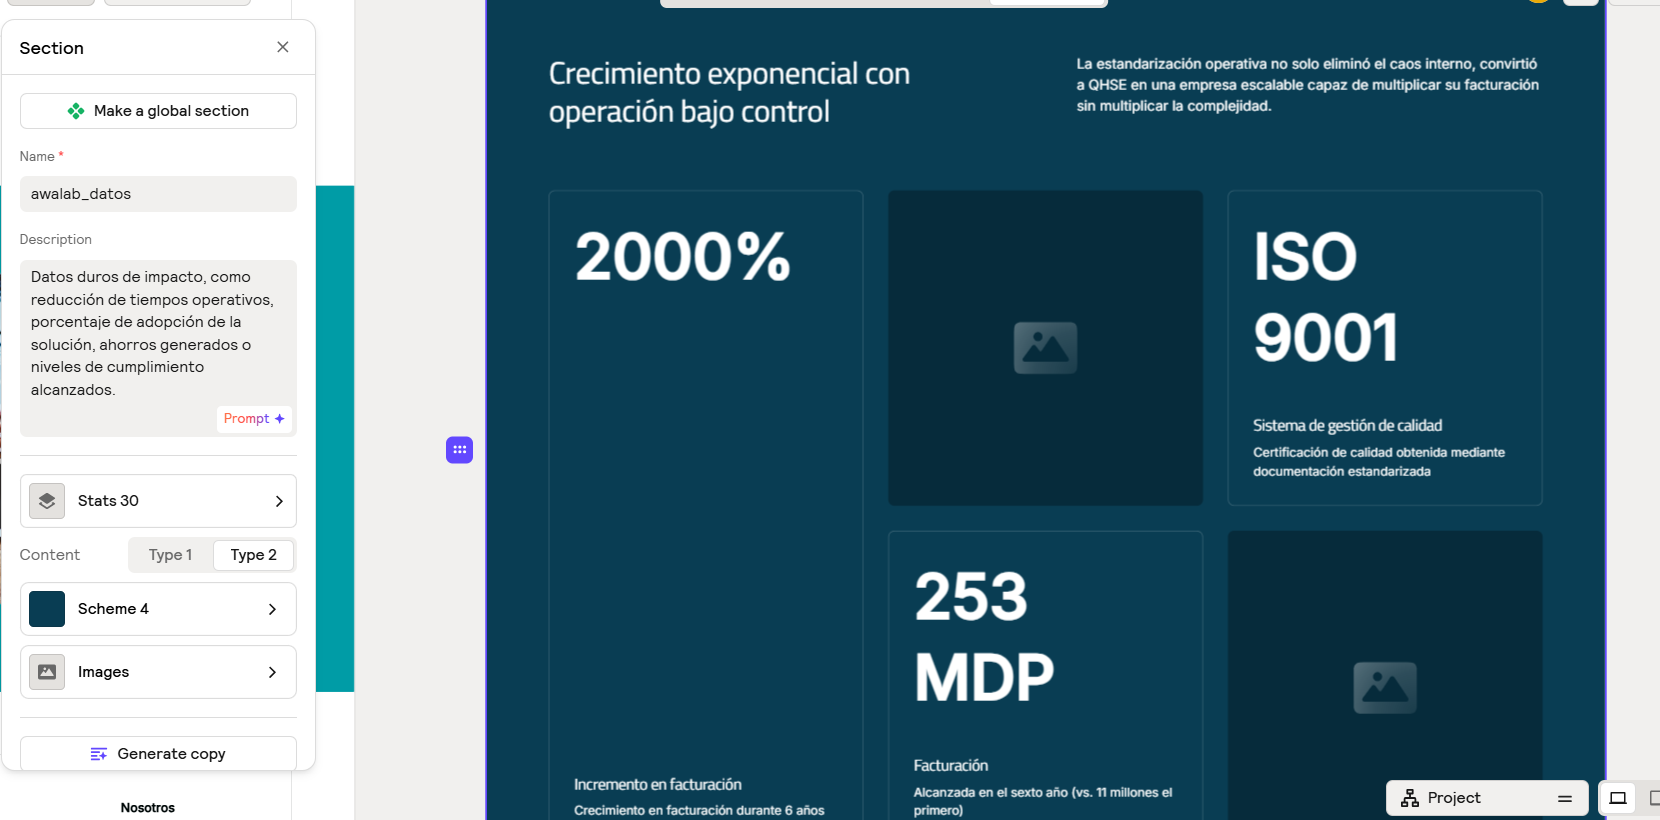 Section
Make a global section
Name *
awalab_datos
Description
Datos duros de impacto, como
reducción de tiempos operativos,
porcentaje de adopción de la
solución, ahorros generados o
niveles de cumplimiento
alcanzados.
Prompt
Stats 30
Content
Type 1
Type 2
Scheme 4
Images
Generate copy
Nosotros
Crecimiento exponencial con
operación bajo control
La estandarización operativa no solo eliminó el caos interno, convirtió
a QHSE en una empresa escalable capaz de multiplicar su facturación
sin multiplicar la complejidad.
2000%
Incremento en facturación
Crecimiento en facturación durante 6 años
ISO
9001
Sistema de gestión de calidad
Certificación de calidad obtenida mediante
documentación estandarizada
253
MDP
Facturación
Alcanzada en el sexto año (vs. 11 millones el
primero)
Project